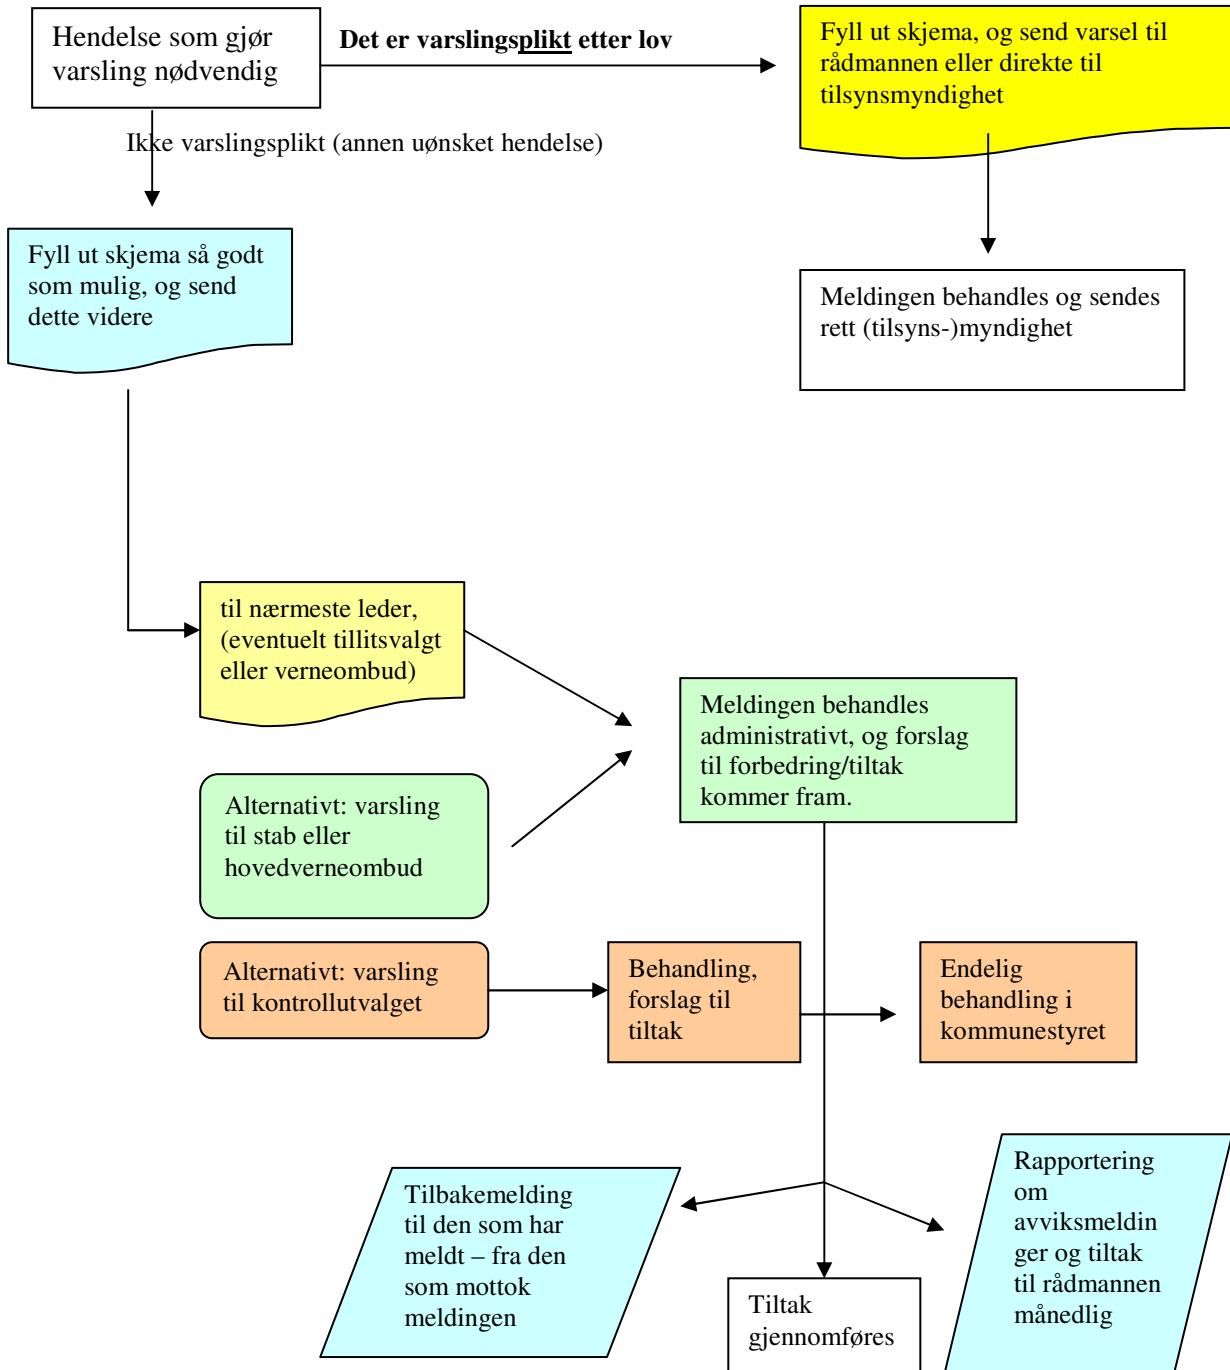 Hendelse som gjør
varsling nødvendig
Det er varslingsplikt etter lov
Fyll ut skjema, og send varsel til
rådmannen eller direkte til
tilsynsmyndighet
Ikke varslingsplikt (annen uønsket hendelse)
Fyll ut skjema så godt
som mulig, og send
dette videre
Meldingen behandles og sendes
rett (tilsyns-)myndighet
til nærmeste leder,
(eventuelt tillitsvalgt
eller verneombud)
Meldingen behandles
administrativt, og forslag
til forbedring/tiltak
kommer fram.
Alternativt: varsling
til stab eller
hovedverneombud
Alternativt: varsling
til kontrollutvalget
Behandling,
forslag til
tiltak
Endelig
behandling i
kommunestyret
Tilbakemelding
til den som har
meldt – fra den
som mottok
meldingen
Tiltak
gjennomføres
Rapportering
om
avviksmeldin
ger og tiltak
til rådmannen
månedlig